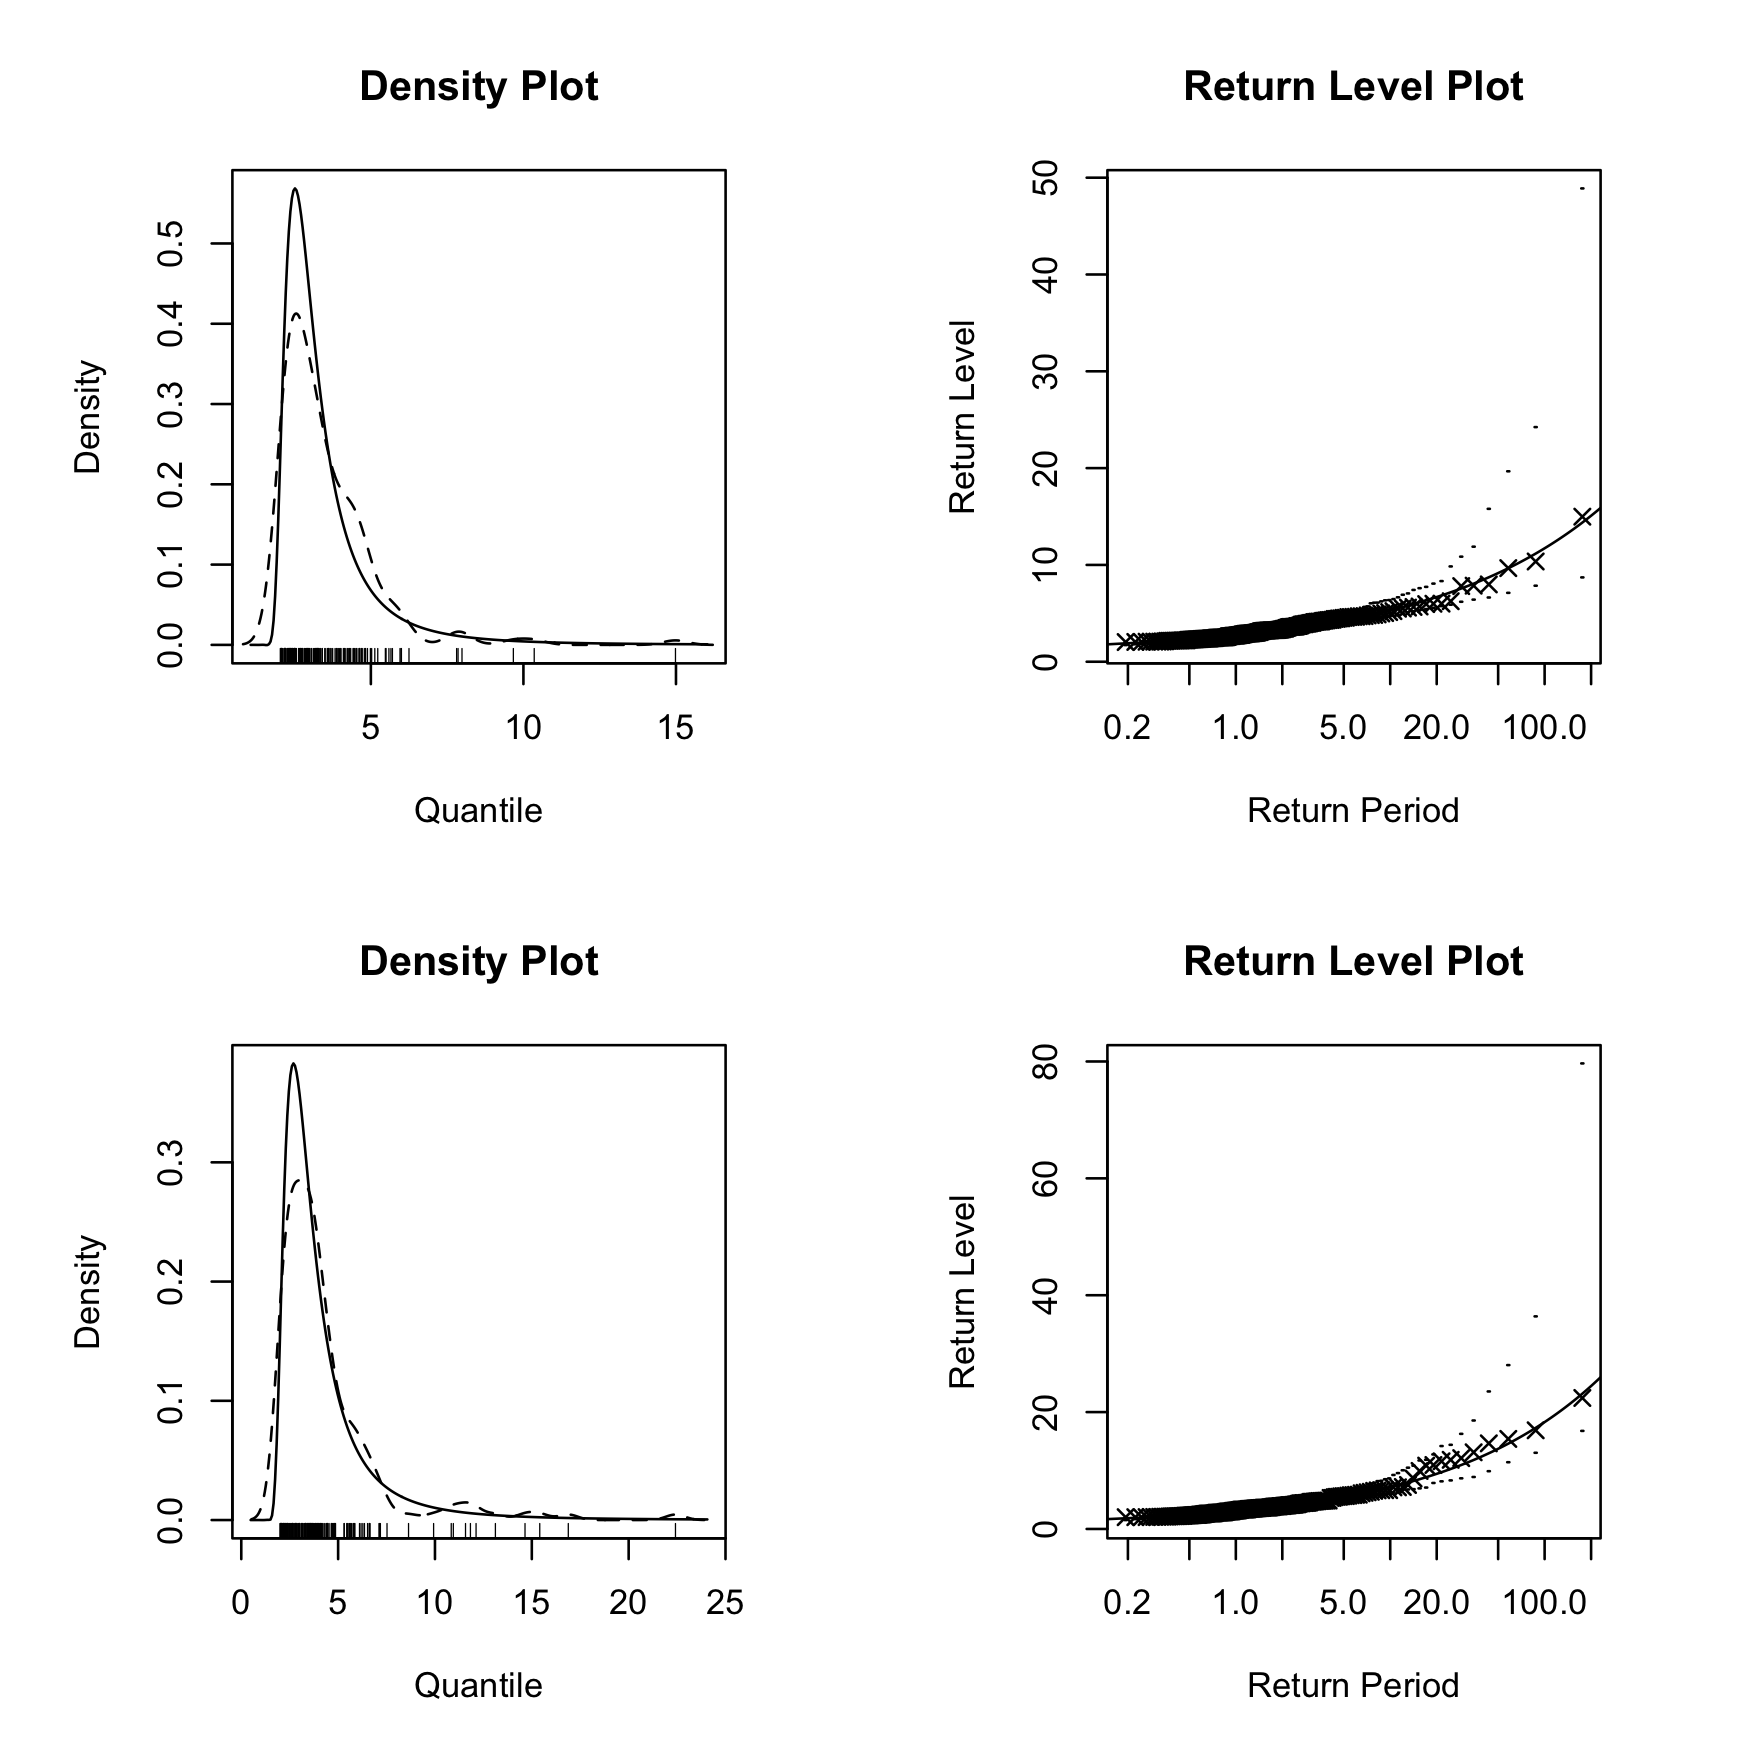 Density Plot
Density
0.0 0.1 0.2 0.3 0.4 0.5
5 10 15
Quantile
Return Level Plot
Return Level
0 10 20 30 40 50
0.2 1.0 5.0 20.0 100.0
Return Period
Density Plot
Density
0.0 0.1 0.2 0.3
0 5 10 15 20 25
Quantile
Return Level Plot
Return Level
0 20 40 60 80
0.2 1.0 5.0 20.0 100.0
Return Period